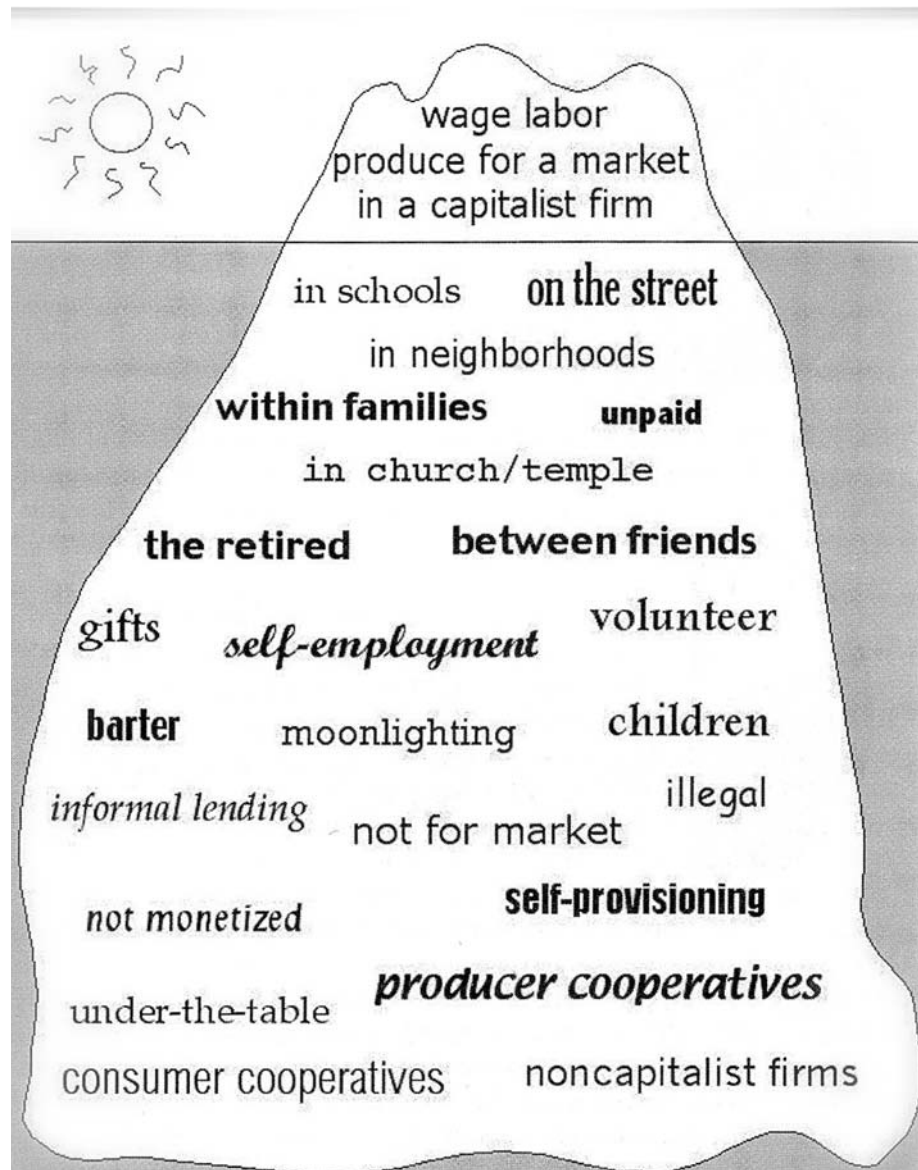 wage labor
produce for a market
in a capitalist firm
in schools
on the street
in neighborhoods
within families
unpaid
in church/temple
the retired
between friends
gifts
self-employment
volunteer
barter
moonlighting
children
informal lending
not for market
illegal
not monetized
self-provisioning
under-the-table
producer cooperatives
consumer cooperatives
noncapitalist firms